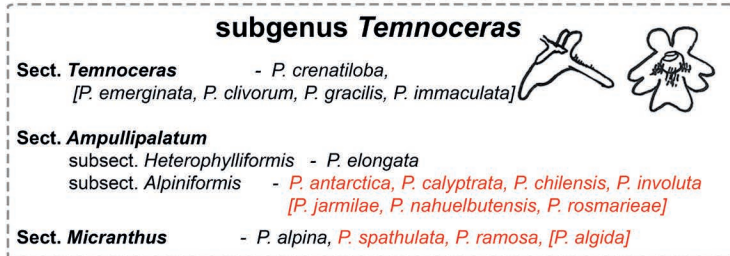 subgenus Temnoceras
Sect. Temnoceras - P. crenatiloba,
[P. emerginata, P. clivorum, P. gracilis, P. immaculata]
Sect. Ampullipalatum
subsect. Heterophylliformis - P. elongata
subsect. Alpiniformis - P. antarctica, P. calyptrata, P. chilensis, P. involuta
[P. jarmilae, P. nahuelbutensis, P. rosmarieae]
Sect. Micranthus - P. alpina, P. spathulata, P. ramosa, [P. algida]